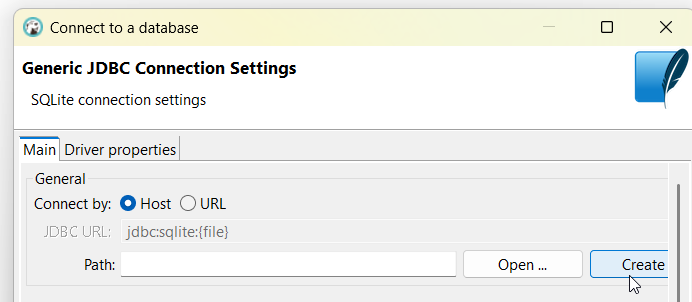 Connect to a database
Generic JDBC Connection Settings
SQLite connection settings
Main Driver properties
General
Connect by: Host URL
JDBC URL: jdbc:sqlite:{file}
Path: Open ... Create